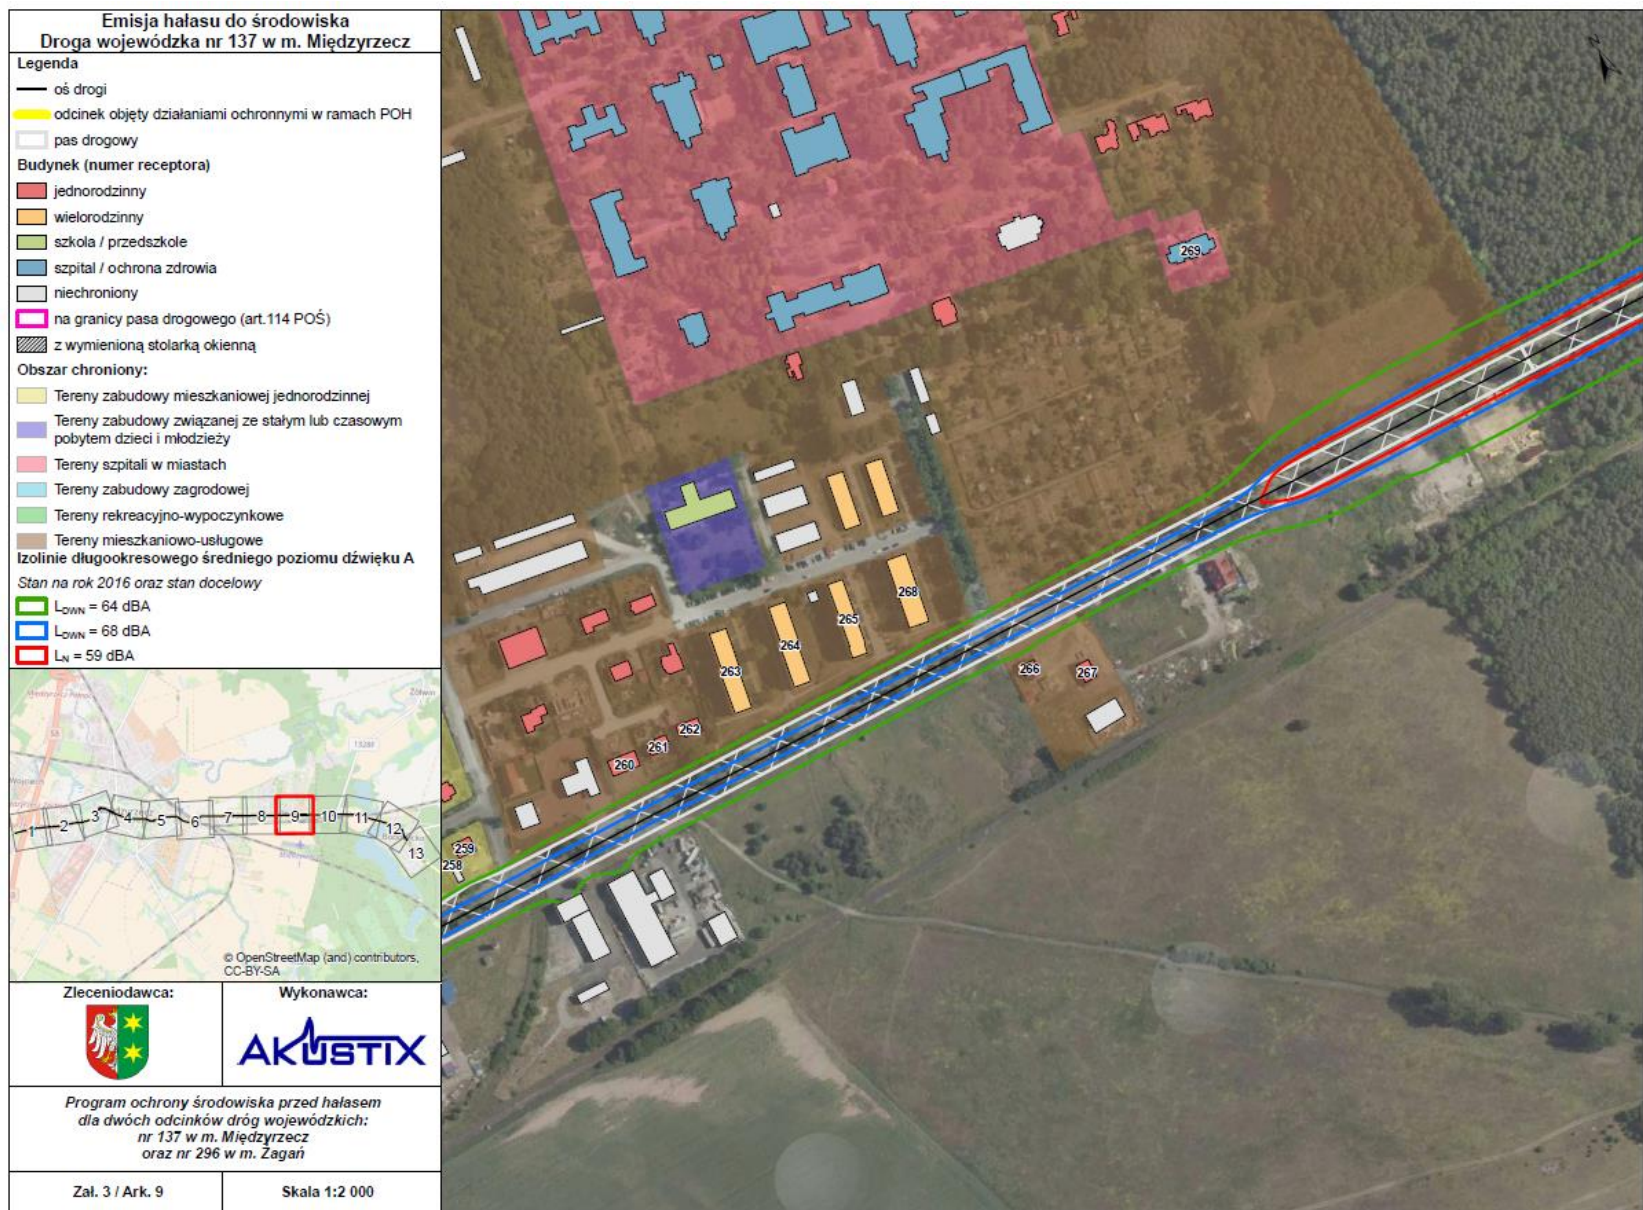 Emisja hałasu do środowiska
Droga wojewódzka nr 137 w m. Międzyrzecz
Legenda
oś drogi
odcinek objęty działaniami ochronnymi w ramach POH
pas drogowy
Budynek (numer receptora)
jednorodzinny
wielorodzinny
szkoła / przedszkole
szpital / ochrona zdrowia
niechroniony
na granicy pasa drogowego (art.114 POŚ)
z wymienioną stolarką okienną
Obszar chroniony:
Tereny zabudowy mieszkaniowej jednorodzinnej
Tereny zabudowy związanej ze stałym lub czasowym
pobytem dzieci i młodzieży
Tereny szpitali w miastach
Tereny zabudowy zagrodowej
Tereny rekreacyjno-wypoczynkowe
Tereny mieszkaniowo-usługowe
Izolinie długookresowego średniego poziomu dźwięku A
Stan na rok 2016 oraz stan docelowy
LDWN = 64 dBA
LDWN = 68 dBA
LN = 59 dBA
1 2 3 4 5 6 7 8 9 10 11 12 13
© OpenStreetMap (and) contributors,
CC-BY-SA
Zleceniodawca:
Wykonawca:
AKUSTIX
Program ochrony środowiska przed hałasem
dla dwóch odcinków dróg wojewódzkich:
nr 137 w m. Międzyrzecz
oraz nr 296 w m. Żagań
Zał. 3 / Ark. 9
Skala 1:2 000
N
269
268
265
264
263
266
267
262
261
260
259
258